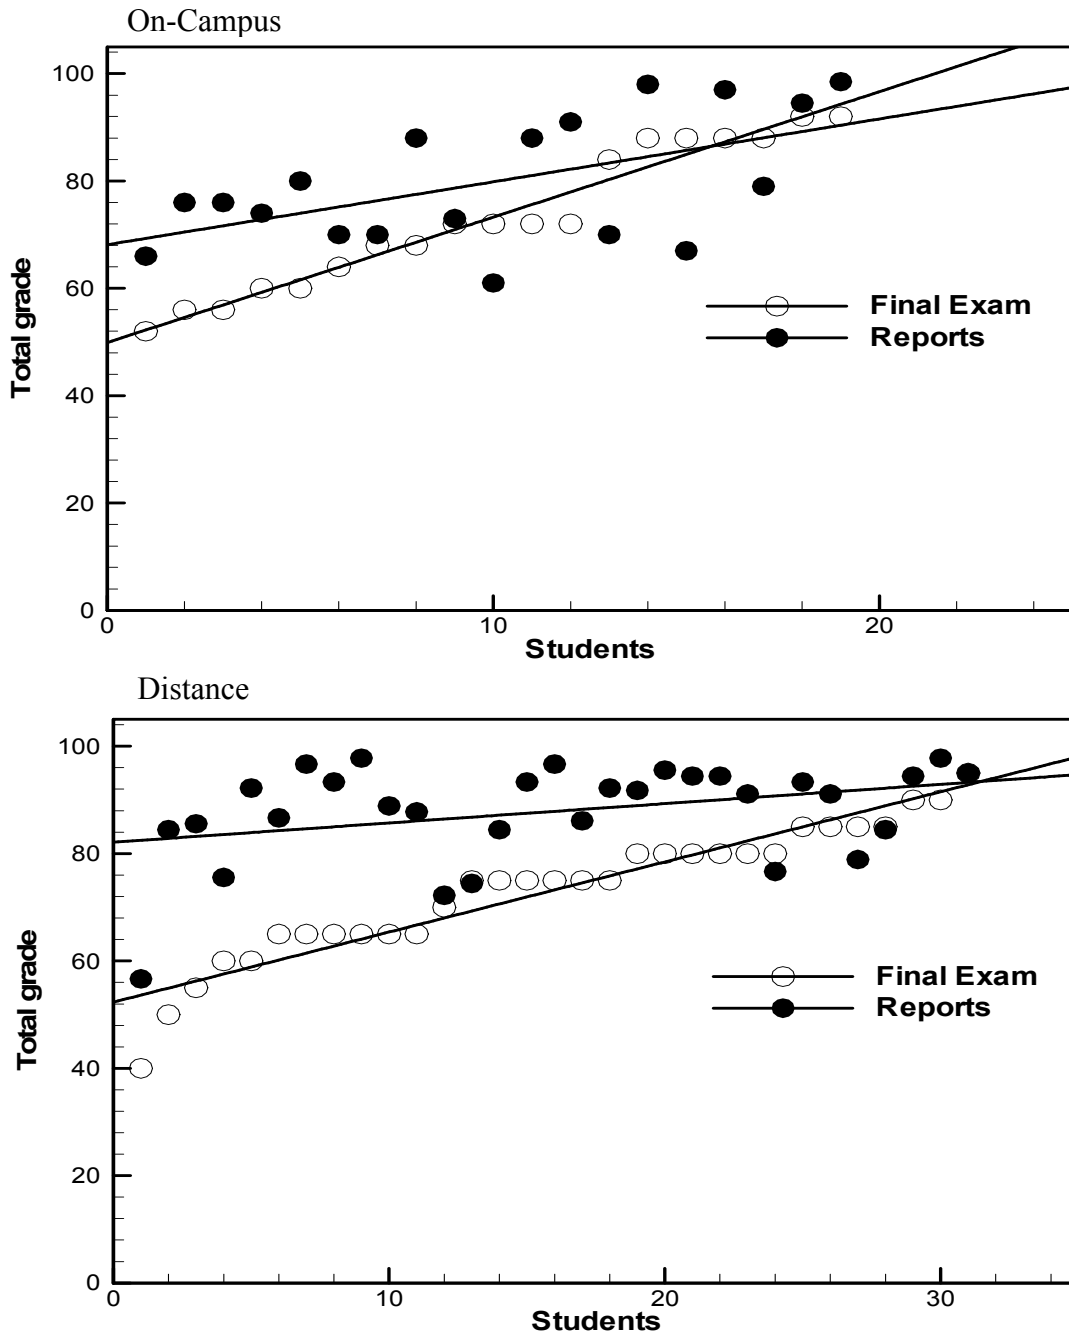 On-Campus
100
80
60
40
20
0
Total grade
Final Exam
Reports
0 10 20
Students
Distance
100
80
60
40
20
0
Total grade
Final Exam
Reports
0 10 20 30
Students